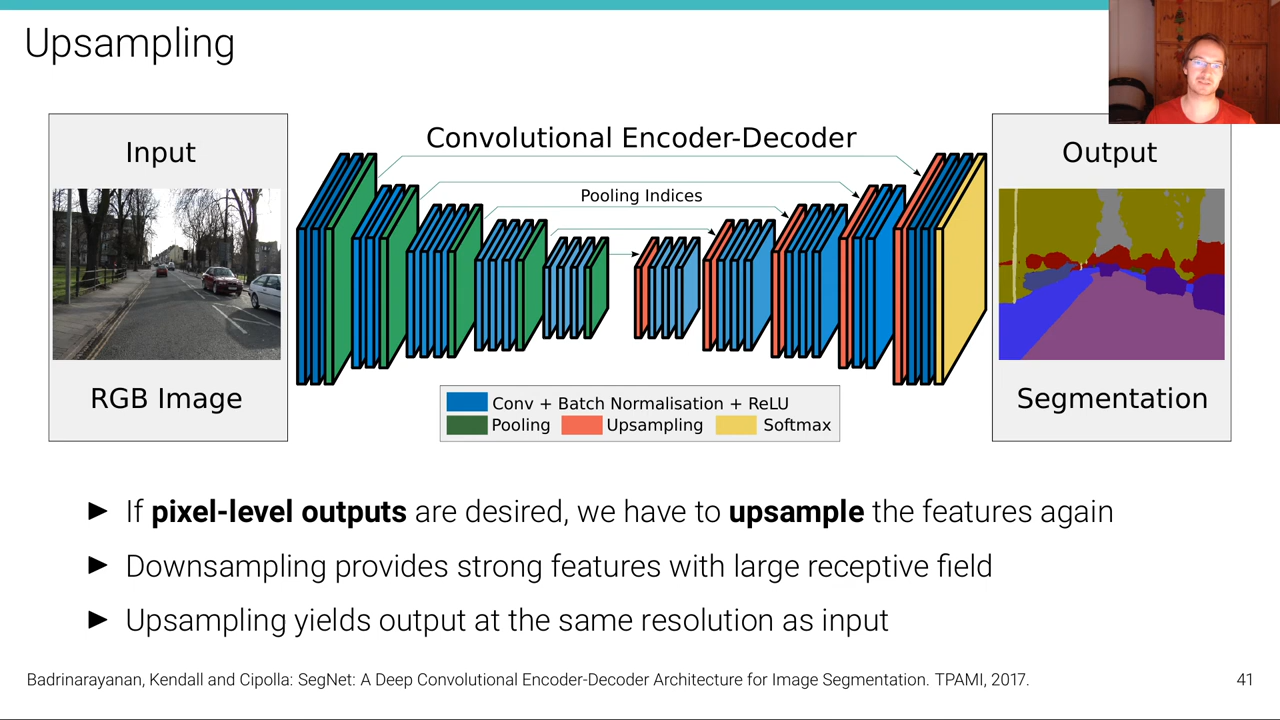 Upsampling
Input
RGB Image
Convolutional Encoder-Decoder
Pooling Indices
Conv + Batch Normalisation + ReLU
Pooling Upsampling Softmax
Output
Segmentation
► If pixel-level outputs are desired, we have to upsample the features again
► Downsampling provides strong features with large receptive field
► Upsampling yields output at the same resolution as input
Badrinarayanan, Kendall and Cipolla: SegNet: A Deep Convolutional Encoder-Decoder Architecture for Image Segmentation. TPAMI, 2017.
41